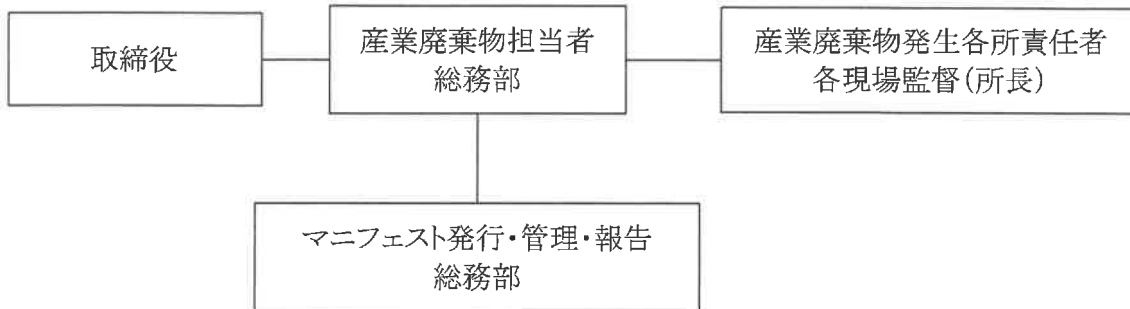 取締役
産業廃棄物担当者
総務部
産業廃棄物発生各所責任者
各現場監督(所長)
マニフェスト発行・管理・報告
総務部